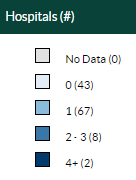 Hospitals (#)
No Data (0)
0 (43)
1 (67)
2 - 3 (8)
4+ (2)